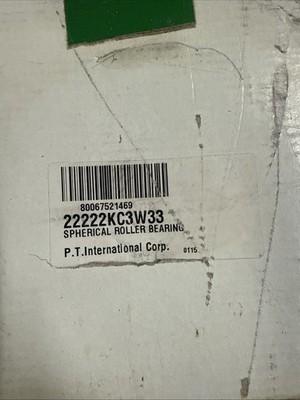 80067521469
22222KC3W33
SPHERICAL ROLLER BEARING
P.T.International Corp. 0115